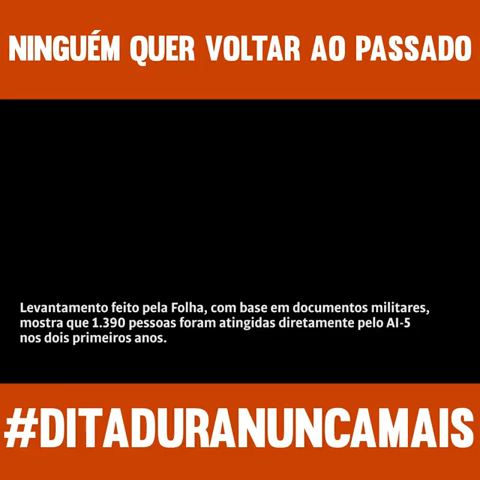 NINGUÉM QUER VOLTAR AO PASSADO
Levantamento feito pela Folha, com base em documentos militares,
mostra que 1.390 pessoas foram atingidas diretamente pelo AI-5
nos dois primeiros anos.
#DITADURANUNCAMAIS